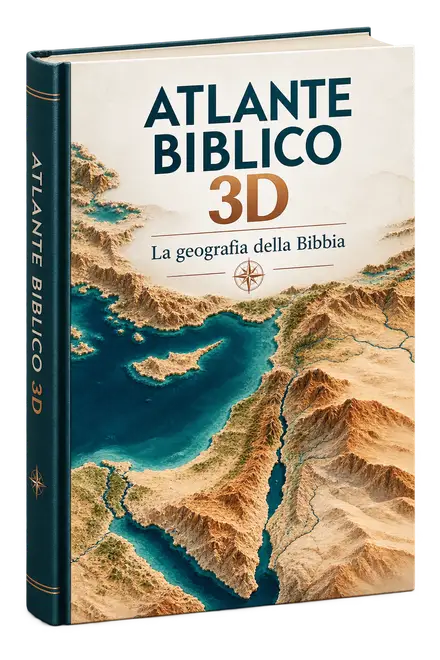 ATLANTE
BIBLICO
3D
La geografia della Bibbia
ATLANTE BIBLICO 3D